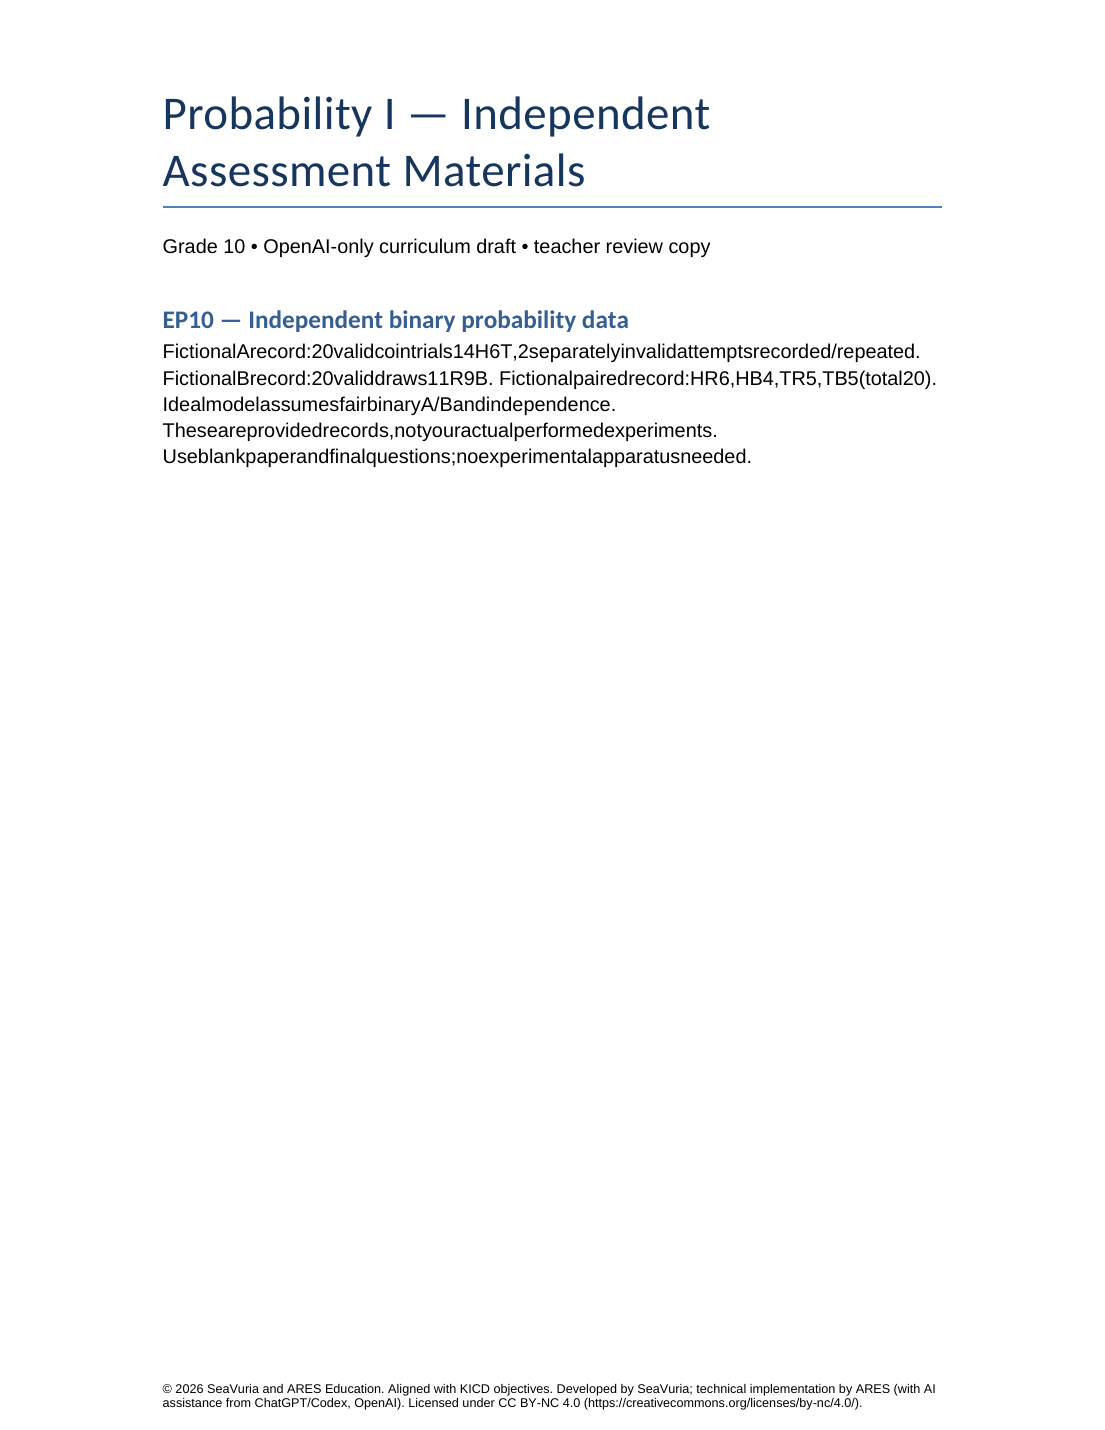 Probability I — Independent
Assessment Materials
Grade 10 • OpenAI-only curriculum draft • teacher review copy
EP10 — Independent binary probability data
FictionalArecord:20validcointrials14H6T,2separatelyinvalidattemptsrecorded/repeated.
FictionalBrecord:20validdraws11R9B. Fictionalpairedrecord:HR6,HB4,TR5,TB5(total20).
IdealmodelassumesfairbinaryA/Bandindependence.
Theseareprovidedrecords,notyouractualperformedexperiments.
Useblankpaperandfinalquestions;noexperimentalapparatusneeded.
© 2026 SeaVuria and ARES Education. Aligned with KICD objectives. Developed by SeaVuria; technical implementation by ARES (with AI
assistance from ChatGPT/Codex, OpenAI). Licensed under CC BY-NC 4.0 (https://creativecommons.org/licenses/by-nc/4.0/).